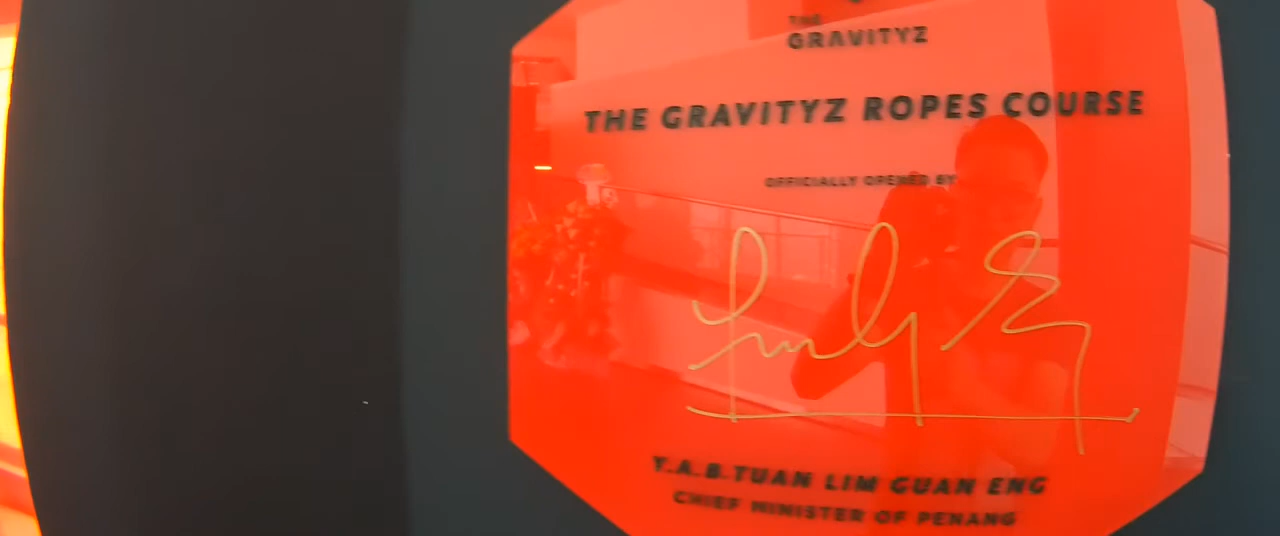 THE
GRAVITYZ
THE GRAVITYZ ROPES COURSE
OFFICIALLY OPENED BY
Y.A.B.TUAN LIM GUAN ENG
CHIEF MINISTER OF PENANG